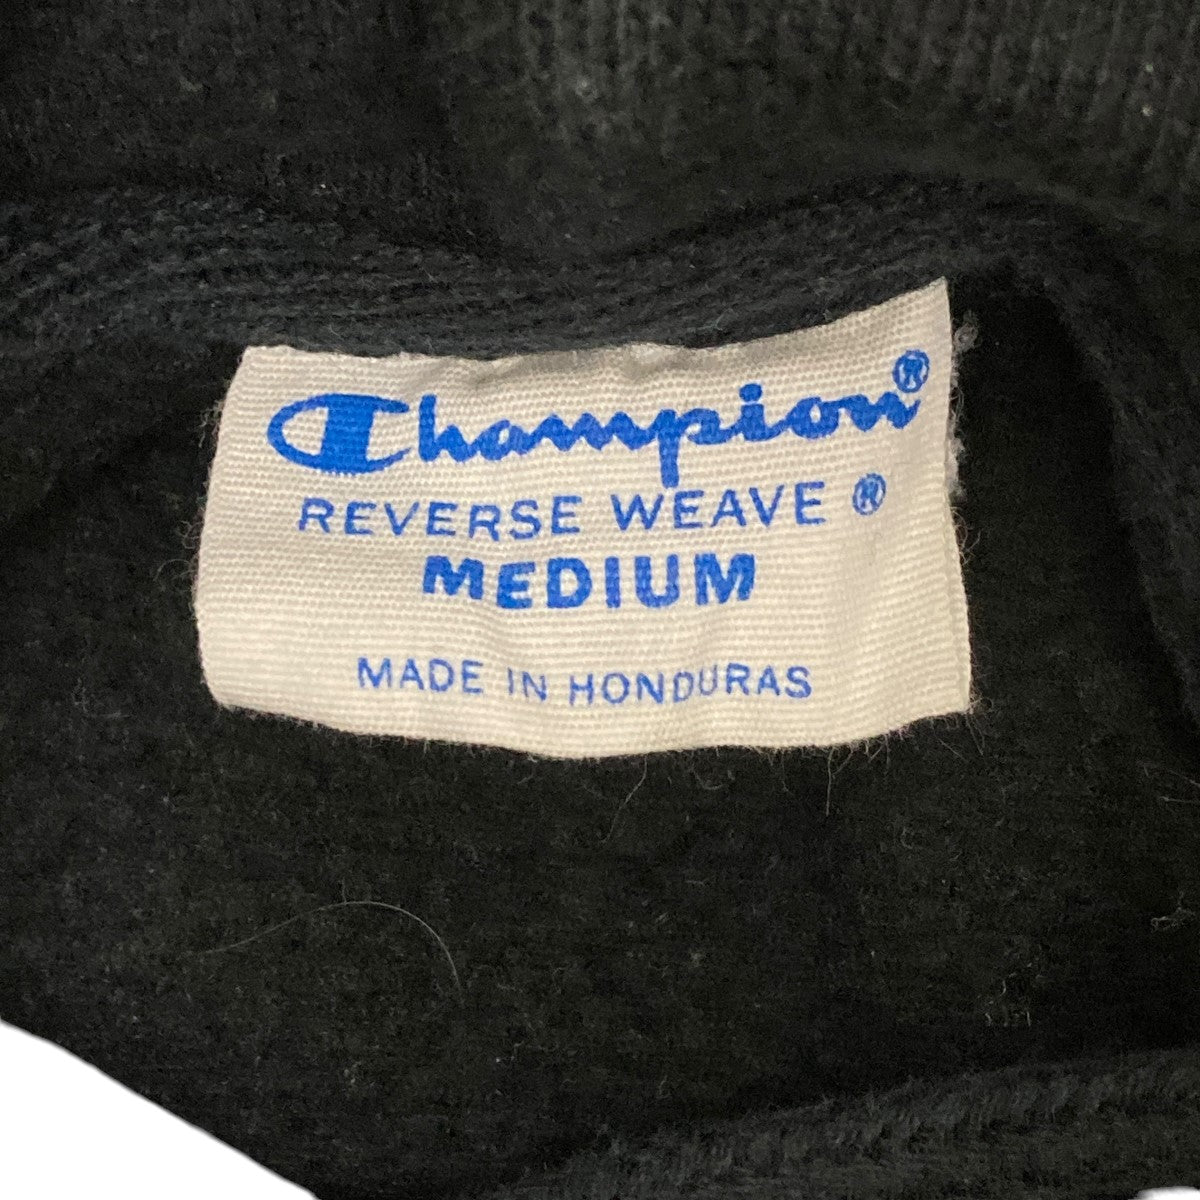 Champion®
REVERSE WEAVE ®
MEDIUM
MADE IN HONDURAS